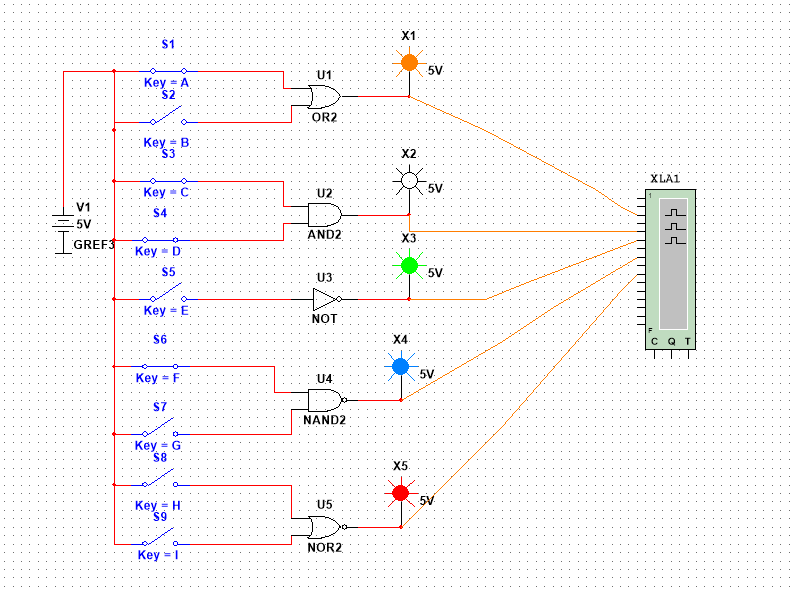 S1
Key = A
S2
Key = B
S3
Key = C
S4
Key = D
S5
Key = E
S6
Key = F
S7
Key = G
S8
Key = H
S9
Key = I
V1
5V
GREF3
U1
OR2
U2
AND2
U3
NOT
U4
NAND2
U5
NOR2
X1
5V
X2
5V
X3
5V
X4
5V
X5
5V
XLA1
1
F
C Q T